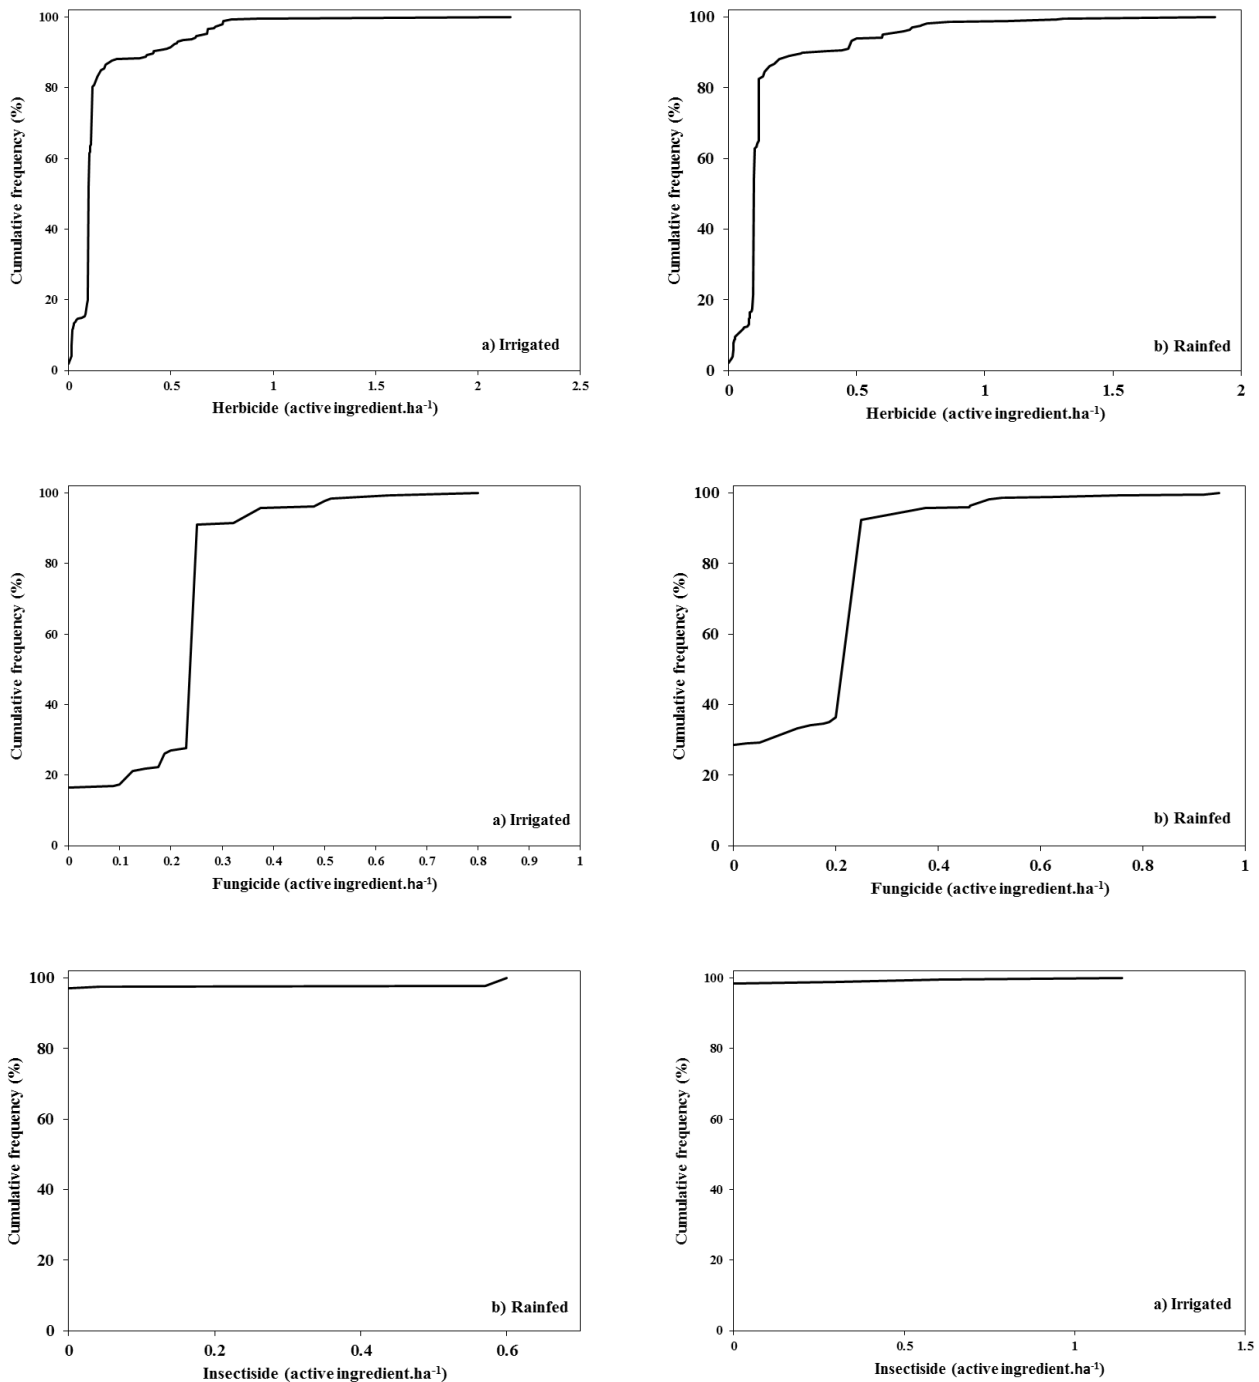 Cumulative frequency (%)
100
80
60
40
20
0
a) Irrigated
0 0.5 1 1.5 2 2.5
Herbicide (active ingredient.ha⁻¹)
Cumulative frequency (%)
100
80
60
40
20
0
b) Rainfed
0 0.5 1 1.5 2
Herbicide (active ingredient.ha⁻¹)
Cumulative frequency (%)
100
80
60
40
20
0
a) Irrigated
0 0.1 0.2 0.3 0.4 0.5 0.6 0.7 0.8 0.9 1
Fungicide (active ingredient.ha⁻¹)
Cumulative frequency (%)
100
80
60
40
20
0
b) Rainfed
0 0.2 0.4 0.6 0.8 1
Fungicide (active ingredient.ha⁻¹)
Cumulative frequency (%)
100
80
60
40
20
0
b) Rainfed
0 0.2 0.4 0.6
Insectiside (active ingredient.ha⁻¹)
Cumulative frequency (%)
100
80
60
40
20
0
a) Irrigated
0 0.5 1 1.5
Insectiside (active ingredient.ha⁻¹)